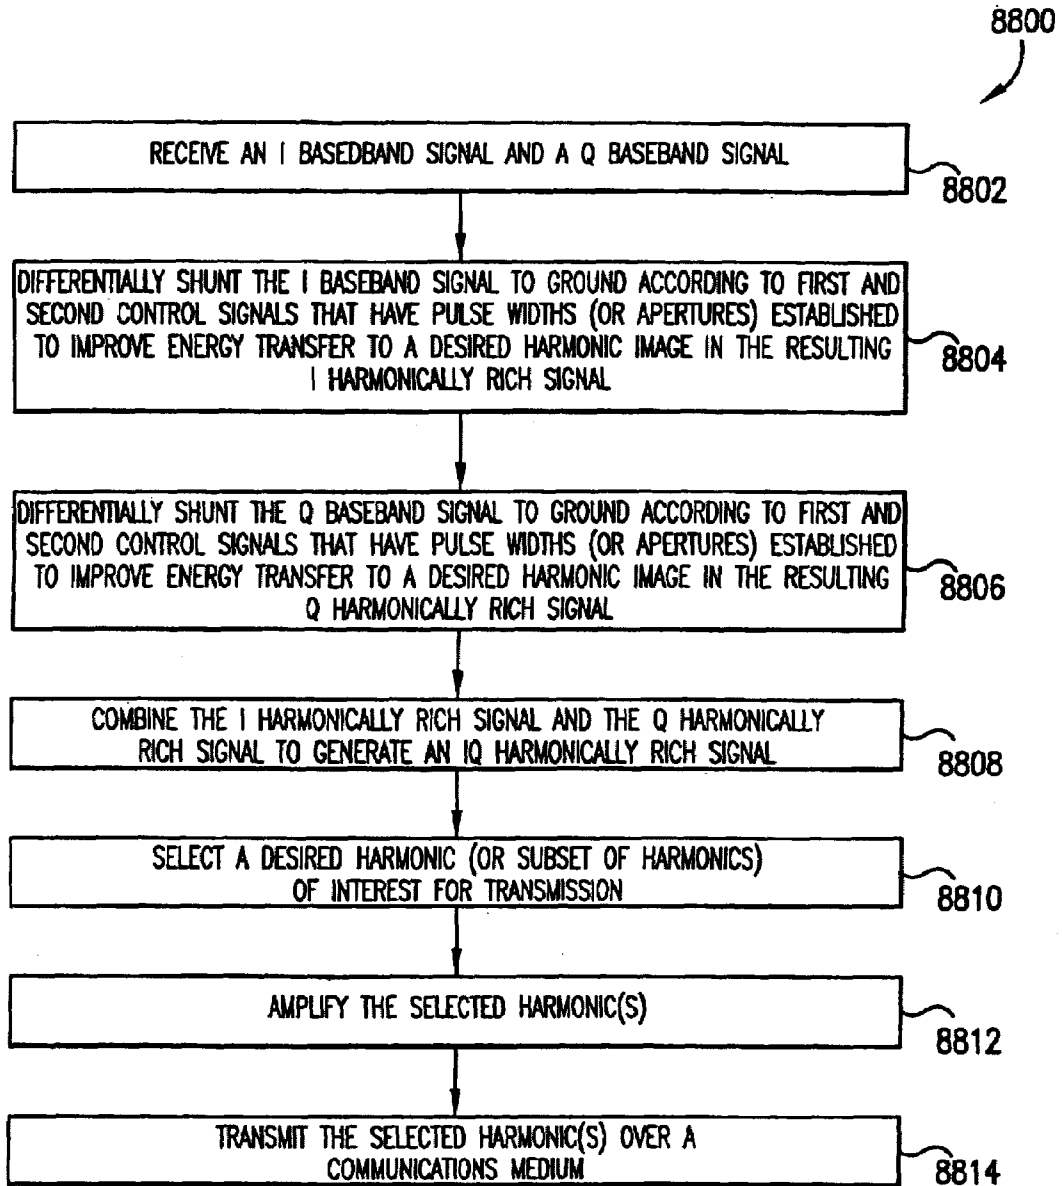 8800
RECEIVE AN I BASEDBAND SIGNAL AND A Q BASEBAND SIGNAL
8802
DIFFERENTIALLY SHUNT THE I BASEBAND SIGNAL TO GROUND ACCORDING TO FIRST AND
SECOND CONTROL SIGNALS THAT HAVE PULSE WIDTHS (OR APERTURES) ESTABLISHED
TO IMPROVE ENERGY TRANSFER TO A DESIRED HARMONIC IMAGE IN THE RESULTING
I HARMONICALLY RICH SIGNAL
8804
DIFFERENTIALLY SHUNT THE Q BASEBAND SIGNAL TO GROUND ACCORDING TO FIRST AND
SECOND CONTROL SIGNALS THAT HAVE PULSE WIDTHS (OR APERTURES) ESTABLISHED
TO IMPROVE ENERGY TRANSFER TO A DESIRED HARMONIC IMAGE IN THE RESULTING
Q HARMONICALLY RICH SIGNAL
8806
COMBINE THE I HARMONICALLY RICH SIGNAL AND THE Q HARMONICALLY
RICH SIGNAL TO GENERATE AN IQ HARMONICALLY RICH SIGNAL
8808
SELECT A DESIRED HARMONIC (OR SUBSET OF HARMONICS)
OF INTEREST FOR TRANSMISSION
8810
AMPLIFY THE SELECTED HARMONIC(S)
8812
TRANSMIT THE SELECTED HARMONIC(S) OVER A
COMMUNICATIONS MEDIUM
8814